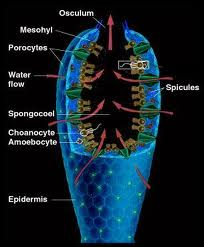 Osculum
Mesohyl
Porocytes
Water
flow
Spicules
Spongocoel
Choanocyte
Amoebocyte
Epidermis